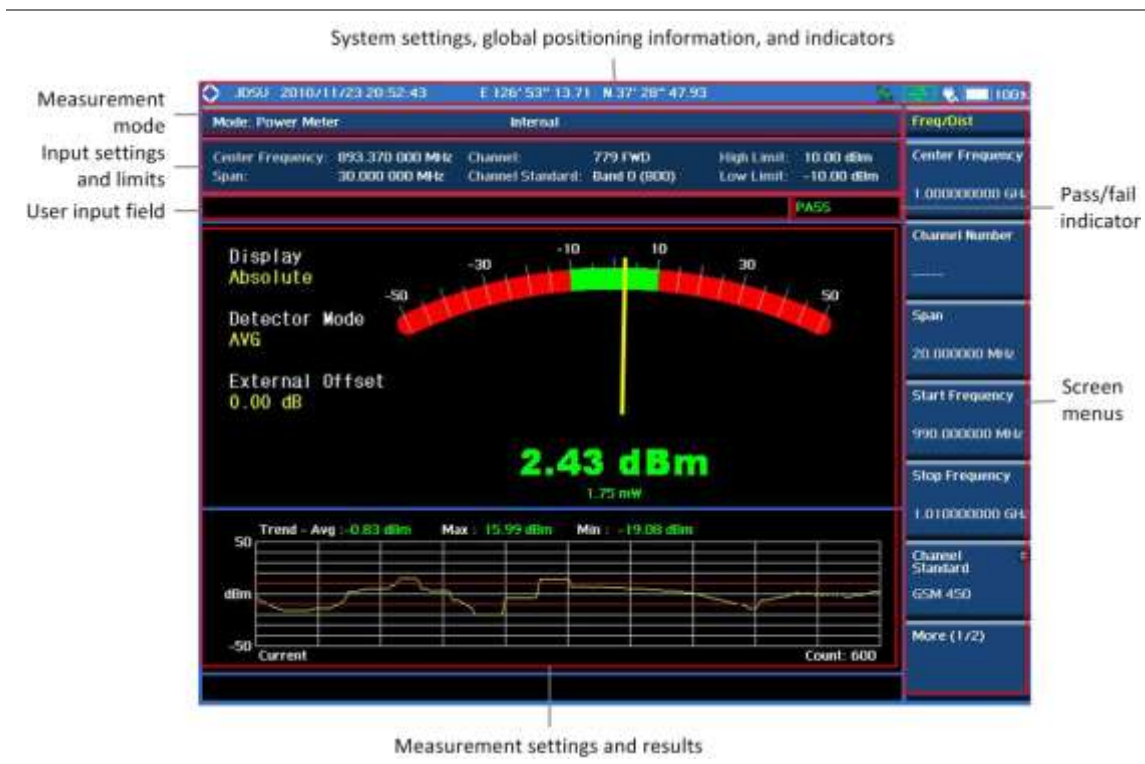 System settings, global positioning information, and indicators
JDSU 2010/11/23 20:52:43 E 126° 53" 13.71 N 37° 28" 47.93 100%
Measurement
mode
Mode: Power Meter Internal
Freq/Dist
Input settings
and limits
Center Frequency: 893.370 000 MHz Channel: 779 FWD High Limit: 10.00 dBm
Span: 30.000 000 MHz Channel Standard: Band 0 (800) Low Limit: -10.00 dBm
Center Frequency
1.000000000 GHz
User input field
PASS
Pass/fail
indicator
Display
Absolute
Detector Mode
AVG
External Offset
0.00 dB
-50 -30 -10 10 30 50
2.43 dBm
1.75 mW
Channel Number
-----
Span
20.000000 MHz
Start Frequency
990.000000 MHz
Screen
menus
Stop Frequency
1.010000000 GHz
Channel
Standard
GSM 450
More (1/2)
Trend - Avg : -0.83 dBm Max : 15.99 dBm Min : -19.08 dBm
50
dBm
-50
Current Count: 600
Measurement settings and results